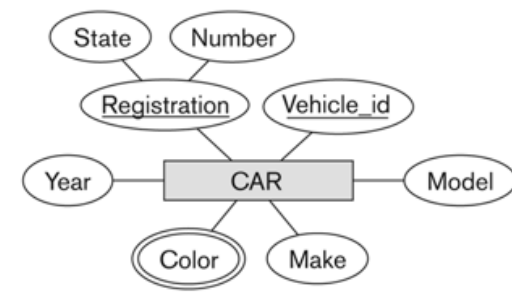 State Number
Registration Vehicle_id
Year CAR Model
Color Make